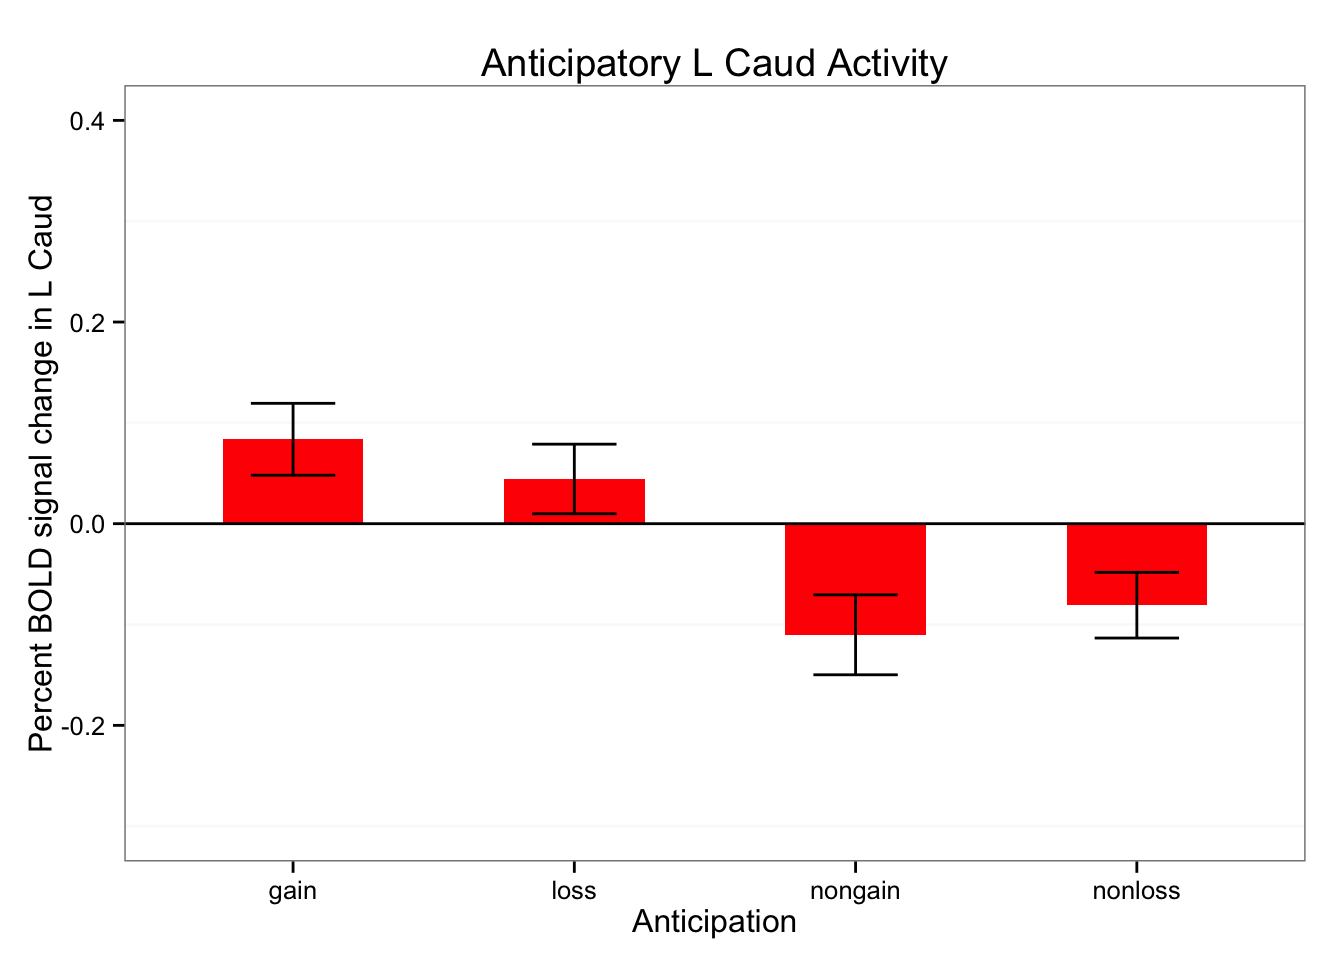 Anticipatory L Caud Activity
Percent BOLD signal change in L Caud
0.4
0.2
0.0
-0.2
gain
loss
nongain
nonloss
Anticipation